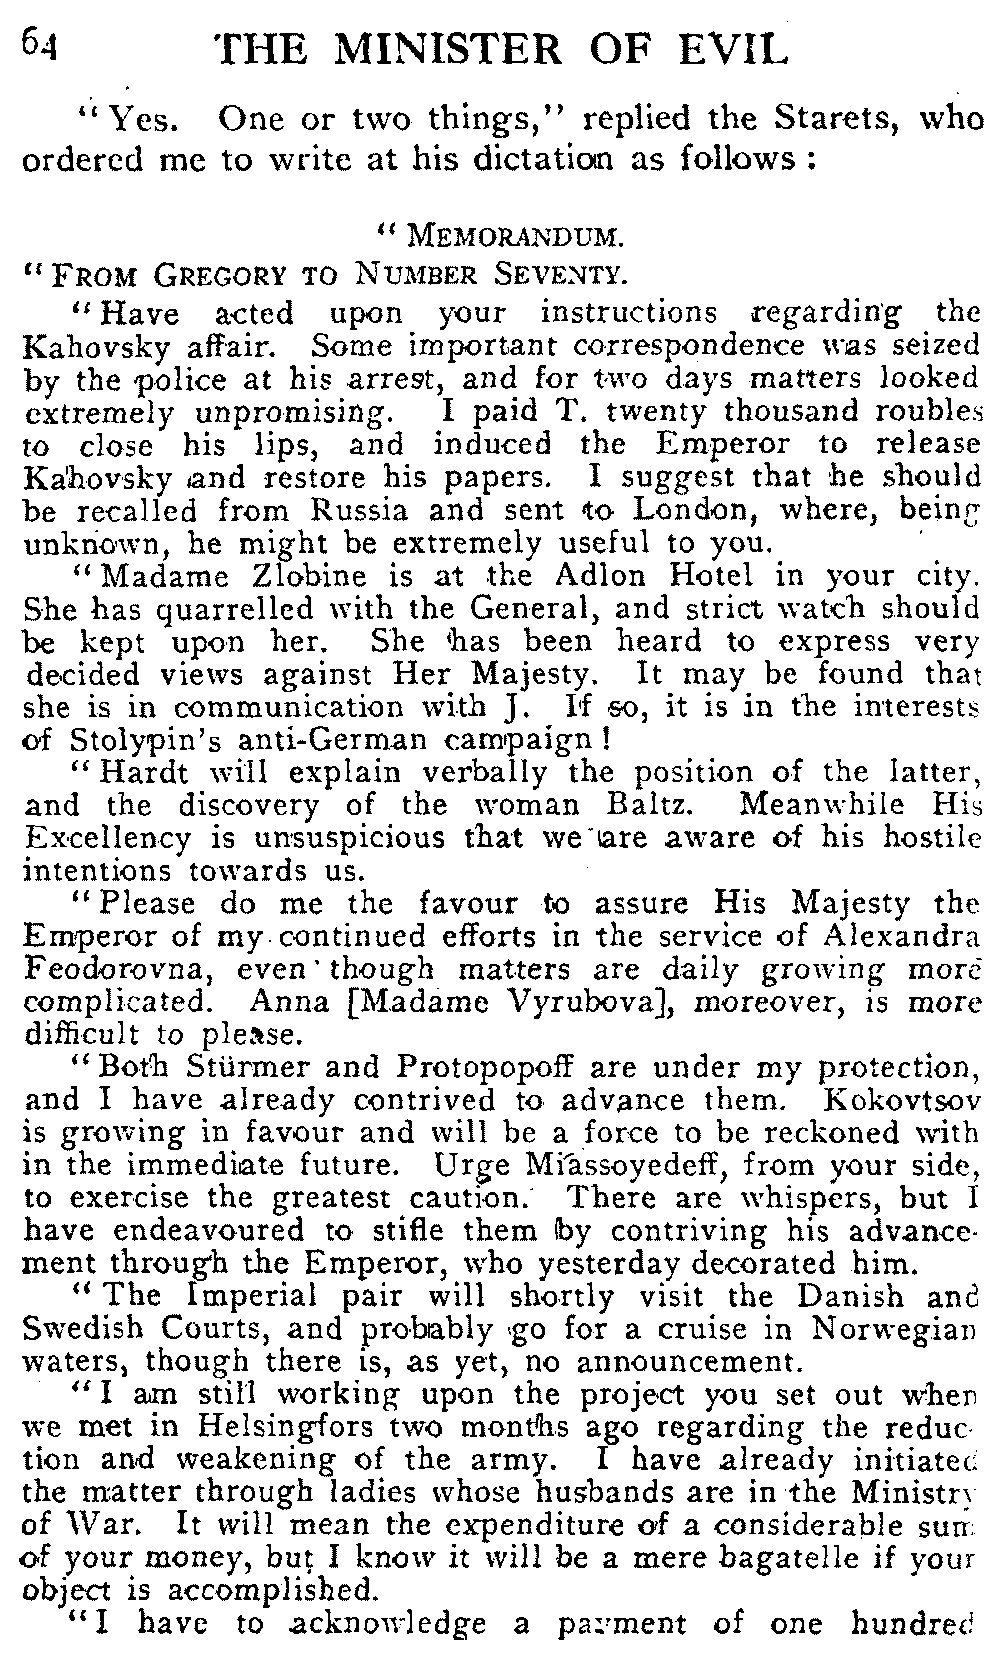 64 THE MINISTER OF EVIL
“Yes. One or two things,” replied the Starets, who
ordered me to write at his dictation as follows :
“MEMORANDUM.
“FROM GREGORY TO NUMBER SEVENTY.
“Have acted upon your instructions regarding the
Kahovsky affair. Some important correspondence was seized
by the police at his arrest, and for two days matters looked
extremely unpromising. I paid T. twenty thousand roubles
to close his lips, and induced the Emperor to release
Kahovsky and restore his papers. I suggest that he should
be recalled from Russia and sent to London, where, being
unknown, he might be extremely useful to you.
“Madame Zlobine is at the Adlon Hotel in your city.
She has quarrelled with the General, and strict watch should
be kept upon her. She has been heard to express very
decided views against Her Majesty. It may be found that
she is in communication with J. If so, it is in the interests
of Stolypin's anti-German campaign !
“Hardt will explain verbally the position of the latter,
and the discovery of the woman Baltz. Meanwhile His
Excellency is unsuspicious that we are aware of his hostile
intentions towards us.
“Please do me the favour to assure His Majesty the
Emperor of my continued efforts in the service of Alexandra
Feodorovna, even though matters are daily growing more
complicated. Anna [Madame Vyrubova], moreover, is more
difficult to please.
“Both Stürmer and Protopopoff are under my protection,
and I have already contrived to advance them. Kokovtsov
is growing in favour and will be a force to be reckoned with
in the immediate future. Urge Miassoyedeff, from your side,
to exercise the greatest caution. There are whispers, but I
have endeavoured to stifle them by contriving his advance-
ment through the Emperor, who yesterday decorated him.
“The Imperial pair will shortly visit the Danish and
Swedish Courts, and probably go for a cruise in Norwegian
waters, though there is, as yet, no announcement.
“I am still working upon the project you set out when
we met in Helsingfors two months ago regarding the reduc-
tion and weakening of the army. I have already initiated
the matter through ladies whose husbands are in the Ministry
of War. It will mean the expenditure of a considerable sum
of your money, but I know it will be a mere bagatelle if your
object is accomplished.
“I have to acknowledge a payment of one hundred